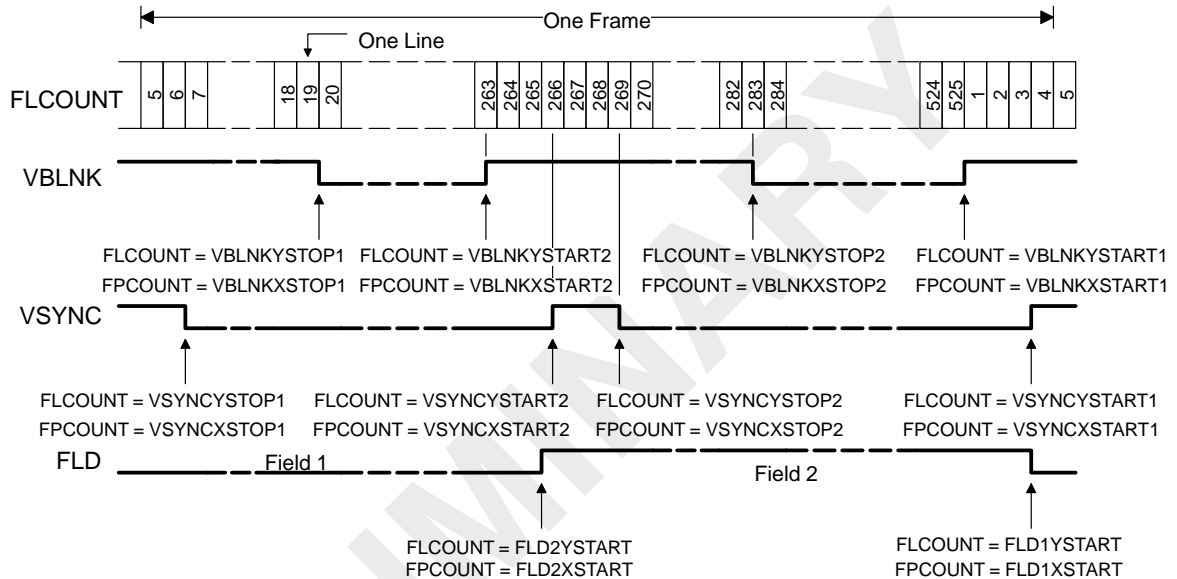 One Frame
One Line
FLCOUNT
5 6 7 18 19 20 263 264 265 266 267 268 269 270 282 283 284 524 525 1 2 3 4 5
VBLNK
FLCOUNT = VBLNKYSTOP1 FLCOUNT = VBLNKYSTART2 FLCOUNT = VBLNKYSTOP2 FLCOUNT = VBLNKYSTART1
FPCOUNT = VBLNKXSTOP1 FPCOUNT = VBLNKXSTART2 FPCOUNT = VBLNKXSTOP2 FPCOUNT = VBLNKXSTART1
VSYNC
FLCOUNT = VSYNCYSTOP1 FLCOUNT = VSYNCYSTART2 FLCOUNT = VSYNCYSTOP2 FLCOUNT = VSYNCYSTART1
FPCOUNT = VSYNCXSTOP1 FPCOUNT = VSYNCXSTART2 FPCOUNT = VSYNCXSTOP2 FPCOUNT = VSYNCXSTART1
FLD Field 1 Field 2
FLCOUNT = FLD2YSTART FLCOUNT = FLD1YSTART
FPCOUNT = FLD2XSTART FPCOUNT = FLD1XSTART
IMINARY